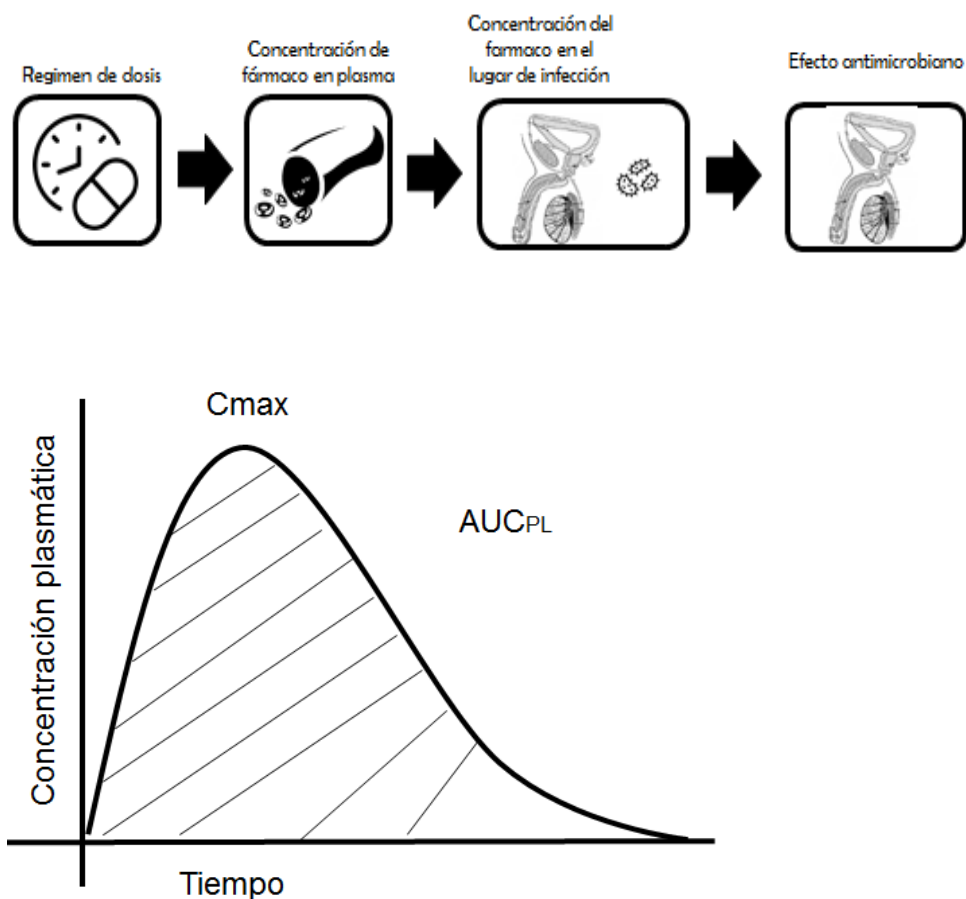 Regimen de dosis
Concentración de
fármaco en plasma
Concentración del
farmaco en el
lugar de infección
Efecto antimicrobiano
Cmax
AUCPL
Concentración plasmática
Tiempo